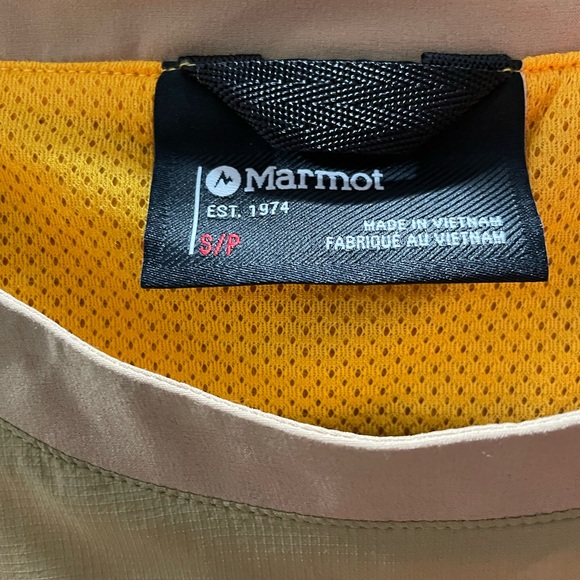 Marmot
EST. 1974
S/P
MADE IN VIETNAM
FABRIQUÉ AU VIETNAM